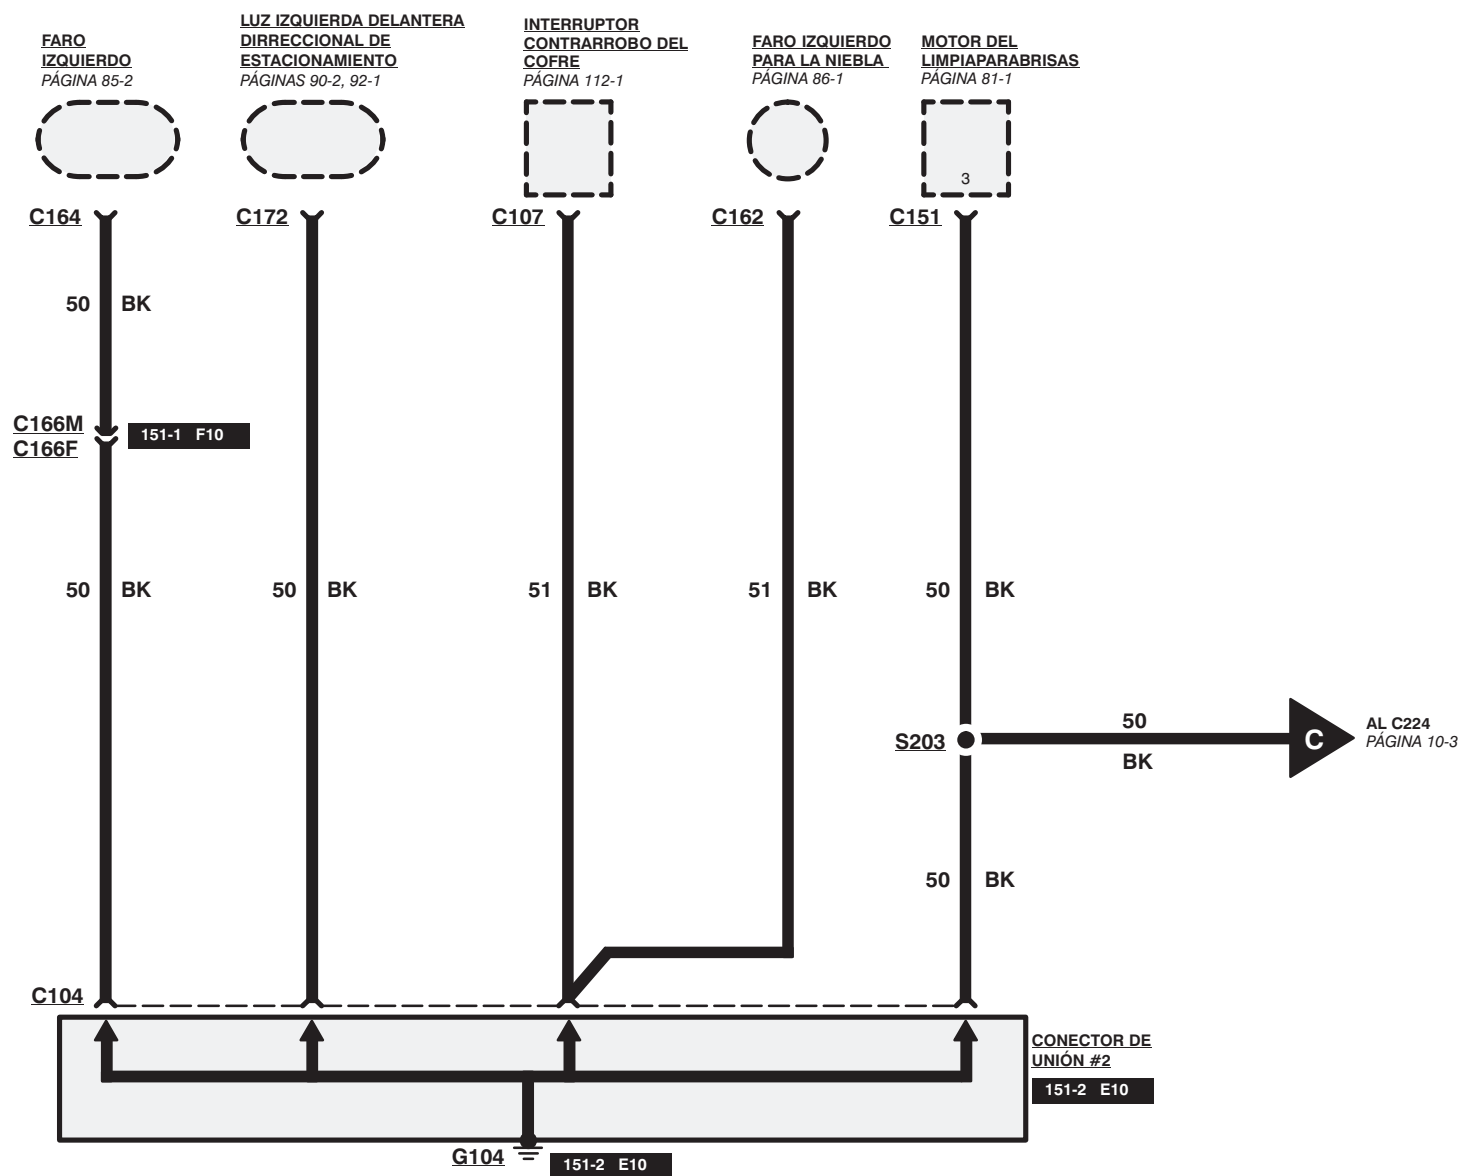 FARO
IZQUIERDO
PÁGINA 85-2
LUZ IZQUIERDA DELANTERA
DIRRECCIONAL DE
ESTACIONAMIENTO
PÁGINAS 90-2, 92-1
INTERRUPTOR
CONTRARROBO DEL
COFRE
PÁGINA 112-1
FARO IZQUIERDO
PARA LA NIEBLA
PÁGINA 86-1
MOTOR DEL
LIMPIAPARABRISAS
PÁGINA 81-1
3
C164
C172
C107
C162
C151
50 BK
C166M
C166F
151-1 F10
50 BK
50 BK
51 BK
51 BK
50 BK
S203
50
BK
C
AL C224
PÁGINA 10-3
50 BK
C104
CONECTOR DE
UNIÓN #2
151-2 E10
G104
151-2 E10